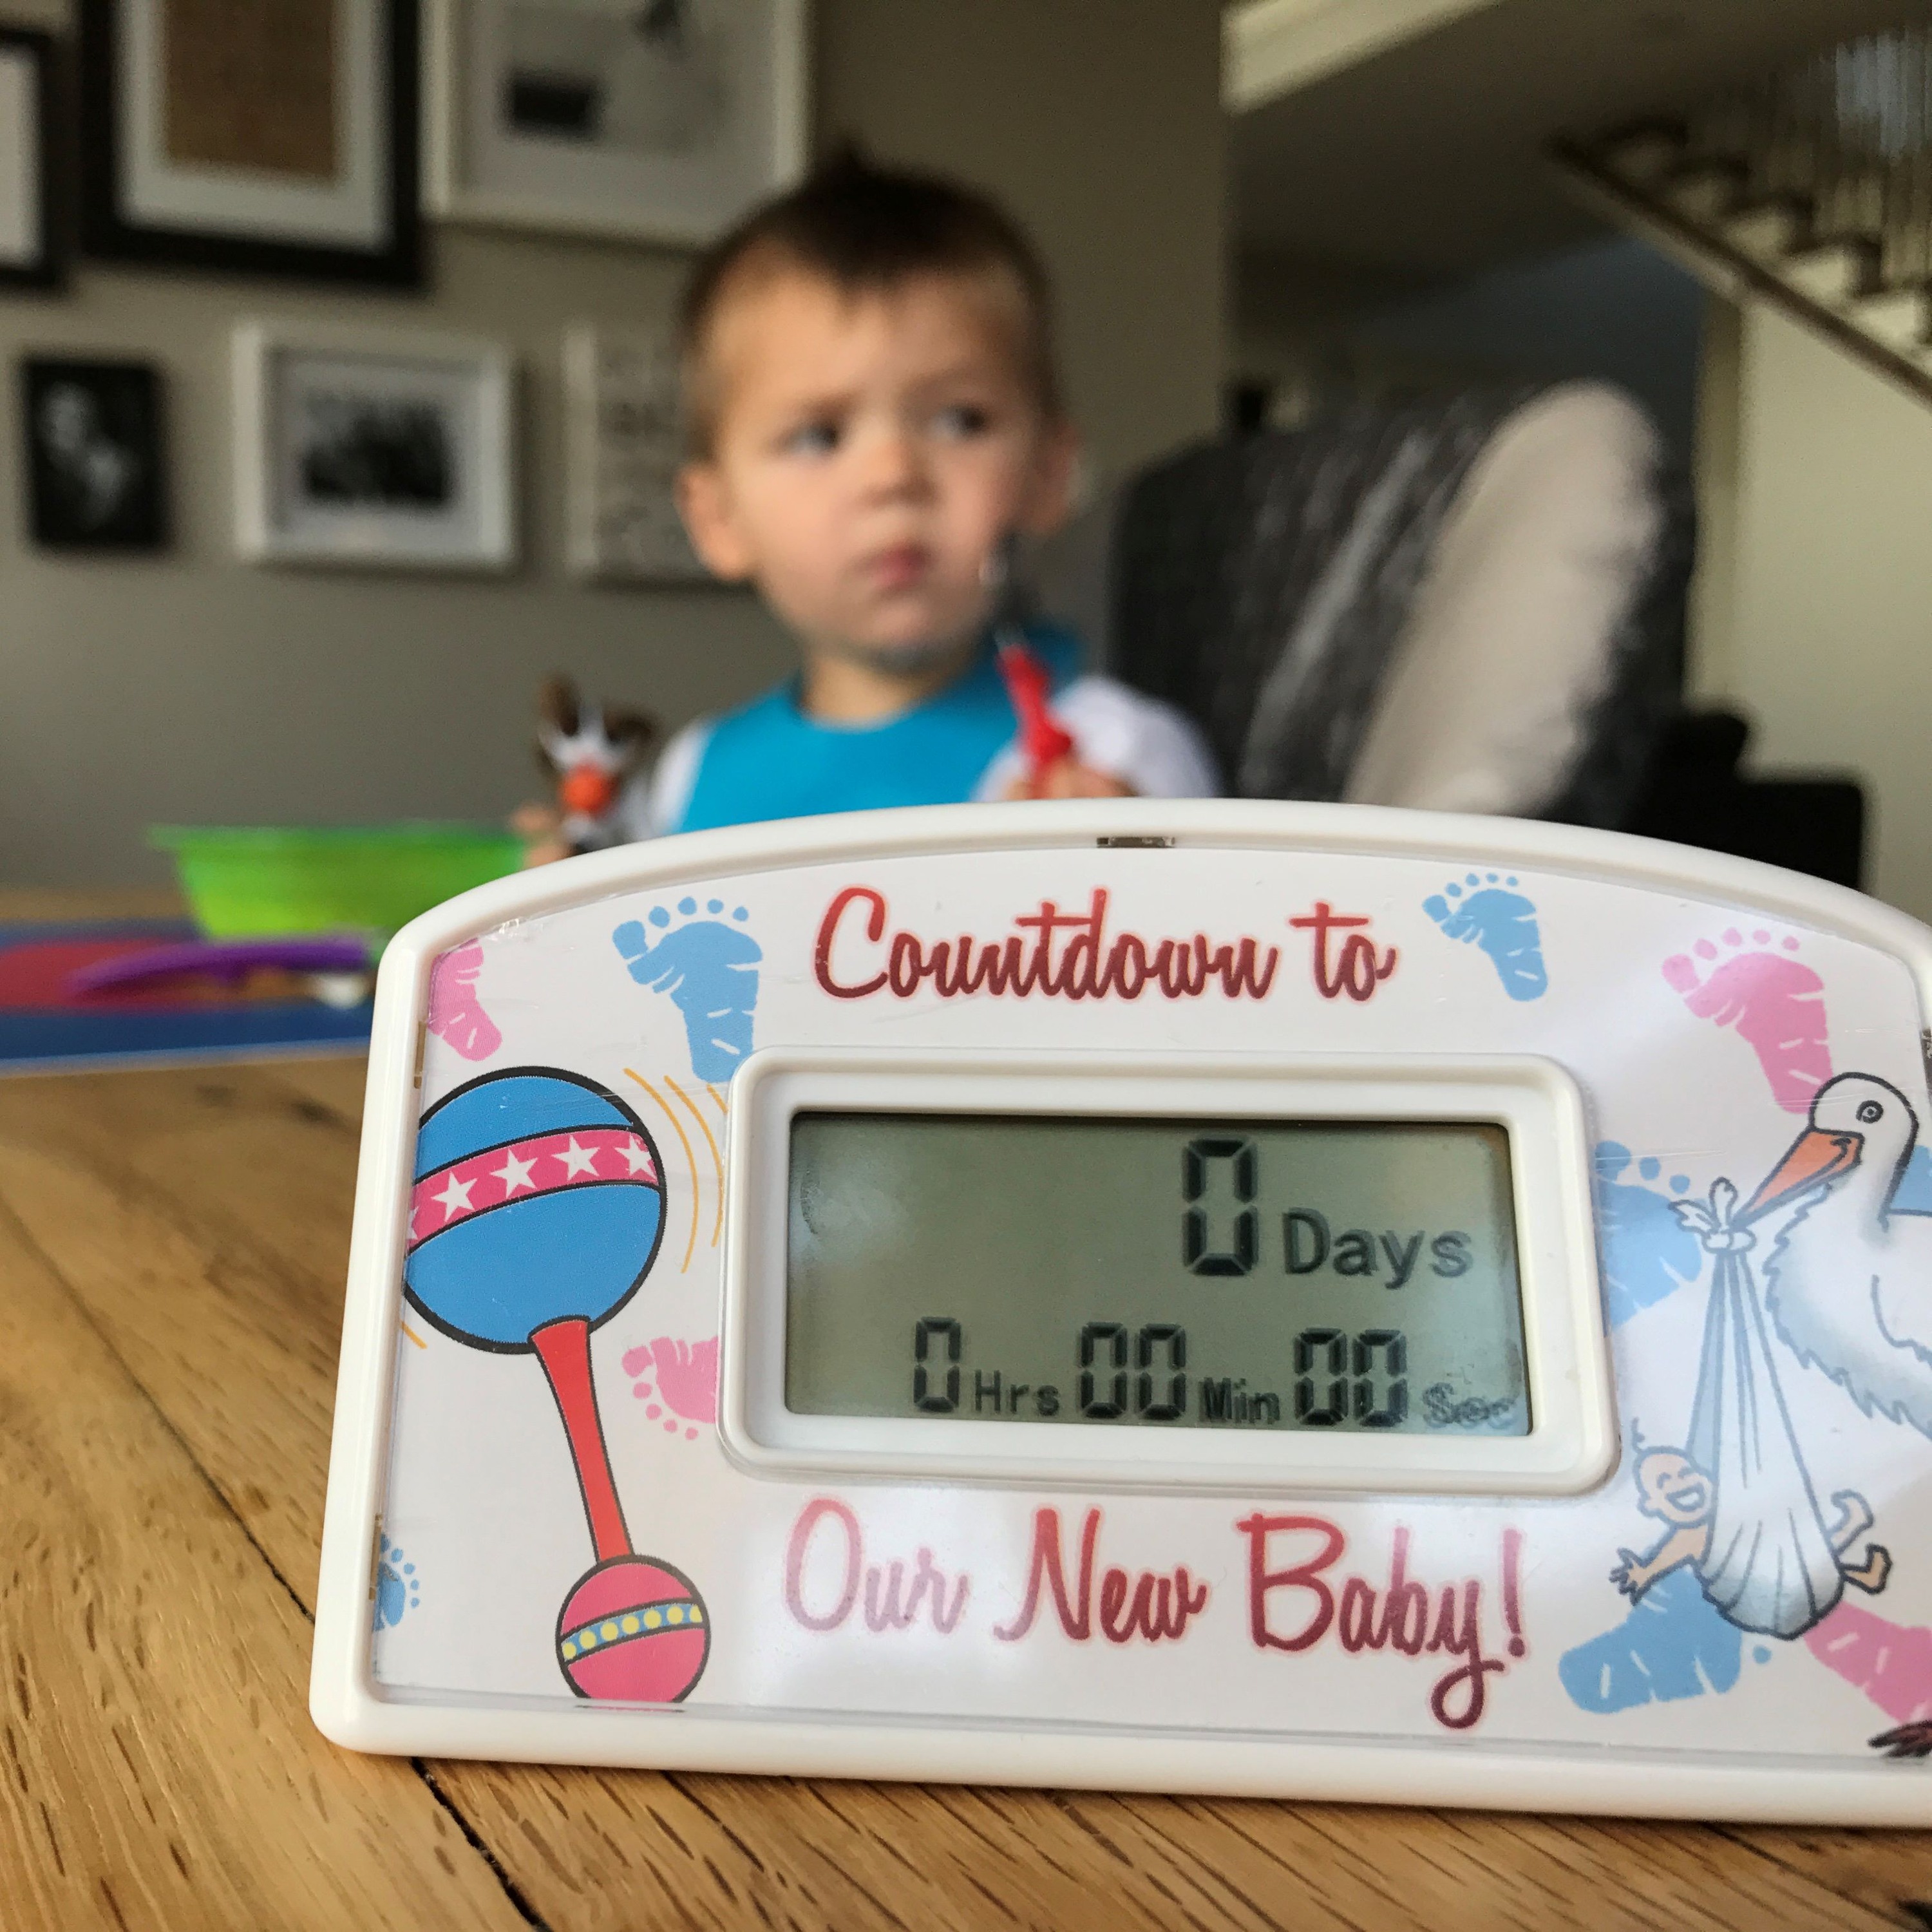 Countdown to
0 Days
0 Hrs 00 Min 00 Sec
Our New Baby!